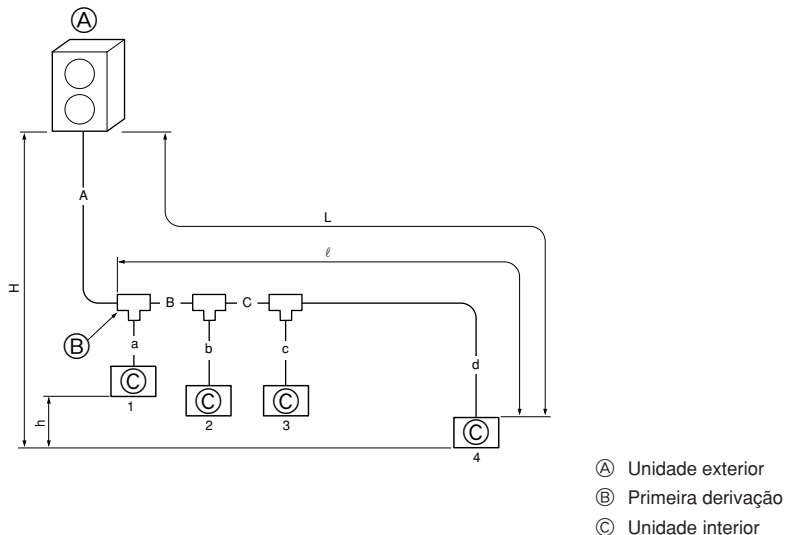 Ⓐ
A
L
ℓ
H
B C
Ⓑ a b c d
Ⓒ
1
Ⓒ
2
Ⓒ
3
Ⓒ
4
h
Ⓐ Unidade exterior
Ⓑ Primeira derivação
Ⓒ Unidade interior